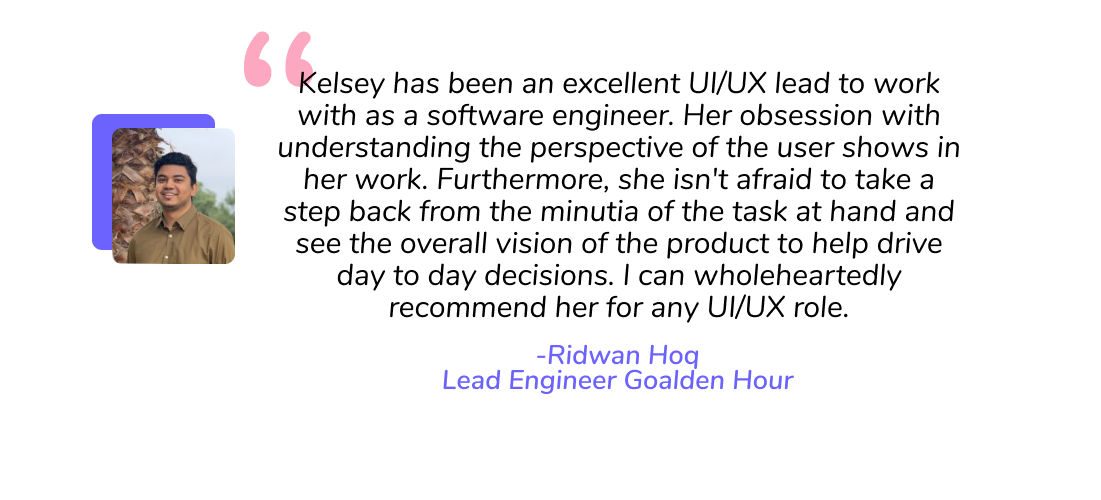 “
Kelsey has been an excellent UI/UX lead to work
with as a software engineer. Her obsession with
understanding the perspective of the user shows in
her work. Furthermore, she isn't afraid to take a
step back from the minutia of the task at hand and
see the overall vision of the product to help drive
day to day decisions. I can wholeheartedly
recommend her for any UI/UX role.
-Ridwan Hoq
Lead Engineer Goalden Hour